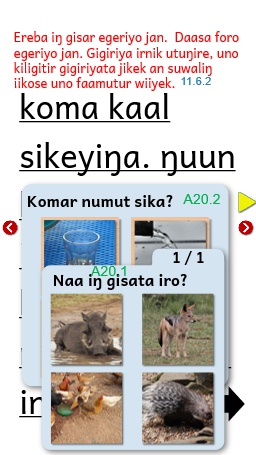 Ereba iŋ gisar egeriyo jan. Daasa foro
egeriyo jan. Gigiriya irnik utuŋire, uno
kiligitir gigiriyata jikek an suwaliŋ
iikose uno faamutur wiiyek. 11.6.2
koma kaal
sikeyiŋa. ŋuun
Komar numut sika? A20.2
1 / 1
A20.1
Naa iŋ gisata iro?